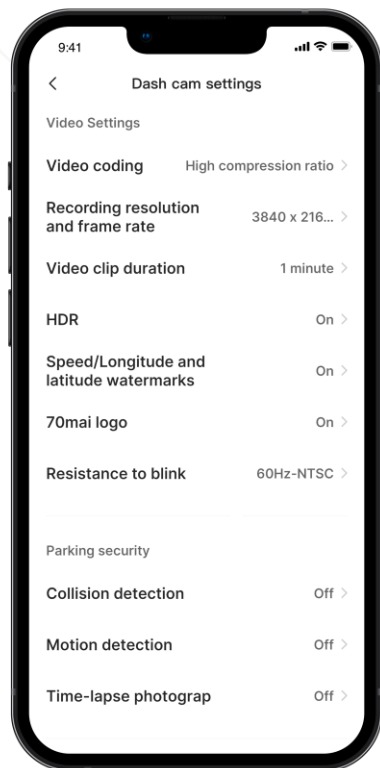 9:41
Dash cam settings
Video Settings
Video coding High compression ratio
Recording resolution
and frame rate 3840 x 216...
Video clip duration 1 minute
HDR On
Speed/Longitude and
latitude watermarks On
70mai logo On
Resistance to blink 60Hz-NTSC
Parking security
Collision detection Off
Motion detection Off
Time-lapse photograp Off